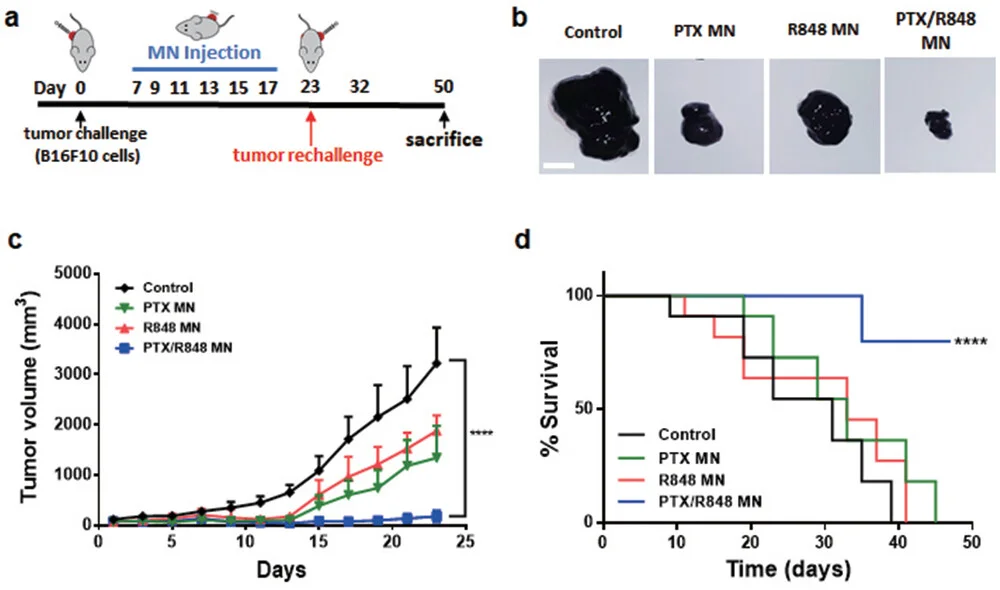 a
MN Injection
Day 0 7 9 11 13 15 17 23 32 50
tumor challenge
(B16F10 cells)
tumor rechallenge
sacrifice
b
Control
PTX MN
R848 MN
PTX/R848
MN
c
Tumor volume (mm³)
5000
4000
3000
2000
1000
0
Control
PTX MN
R848 MN
PTX/R848 MN
****
0 5 10 15 20 25
Days
d
% Survival
100
50
0
****
Control
PTX MN
R848 MN
PTX/R848 MN
0 10 20 30 40 50
Time (days)